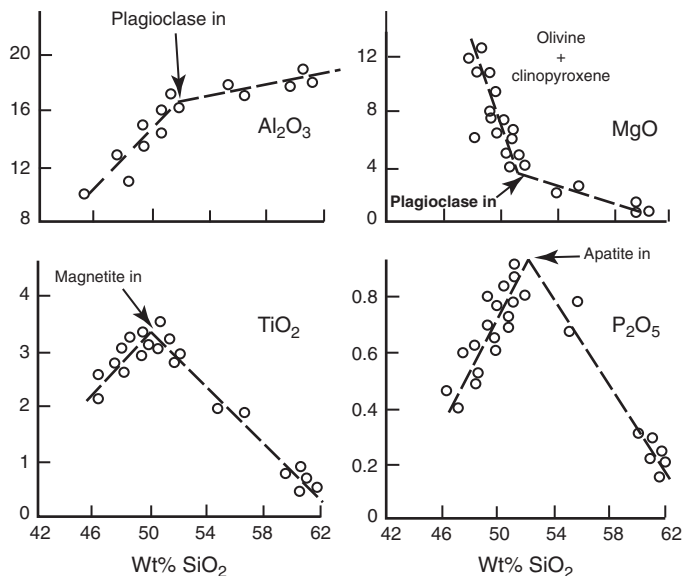 20
16
12
8
Plagioclase in
Al2O3
12
8
4
0
Olivine
+
clinopyroxene
MgO
Plagioclase in
4
3
2
1
0
Magnetite in
TiO2
42 46 50 54 58 62
Wt% SiO2
0.8
0.6
0.4
0.2
0
Apatite in
P2O5
42 46 50 54 58 62
Wt% SiO2